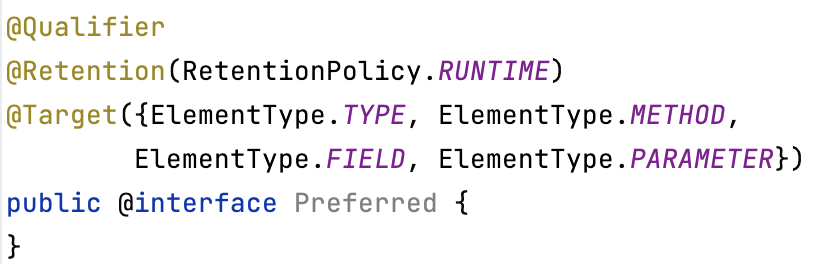 @Qualifier
@Retention(RetentionPolicy.RUNTIME)
@Target({ElementType.TYPE, ElementType.METHOD,
        ElementType.FIELD, ElementType.PARAMETER})
public @interface Preferred {
}